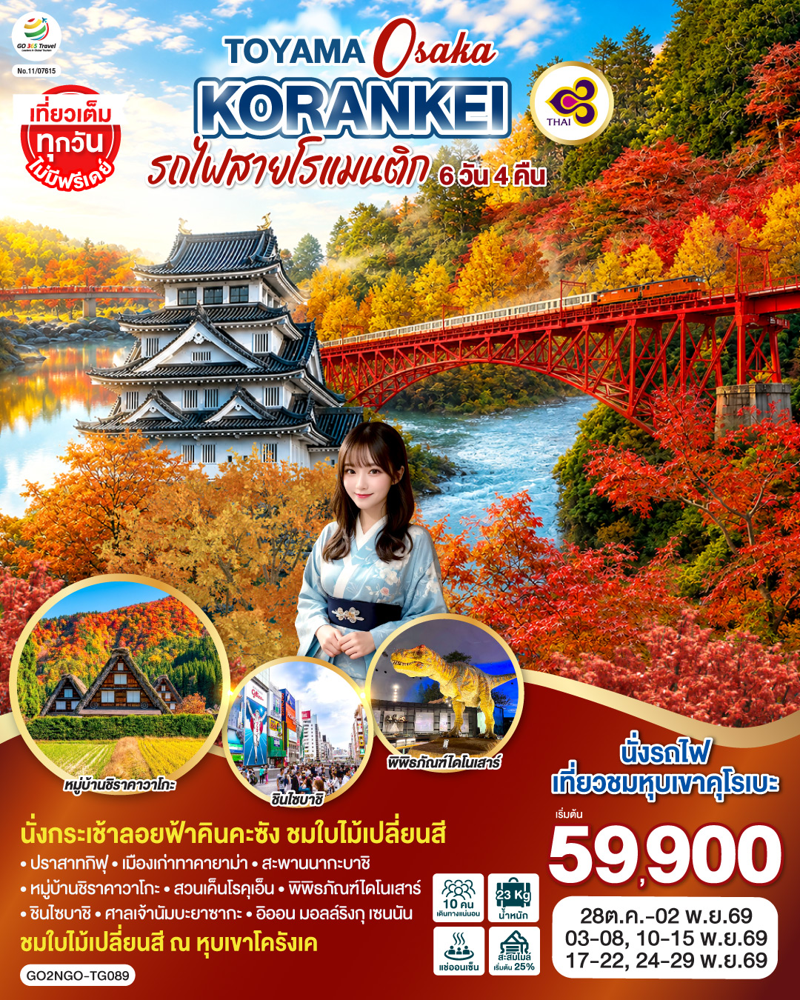 GO 365 Travel
Leaders in Global Tourism
No.11/07615
TOYAMA Osaka
KORANKEI
THAI
รถไฟสายโรแมนติก 6 วัน 4 คืน
เที่ยวเต็ม
ทุกวัน
ไม่มีฟรีเดย์
หมู่บ้านชิราคาวาโกะ
ชินไซบาชิ
พิพิธภัณฑ์ไดโนเสาร์
นั่งรถไฟ
เที่ยวชมหุบเขาคุโรเบะ
เริ่มต้น
59,900
นั่งกระเช้าลอยฟ้าคินคะซัง ชมใบไม้เปลี่ยนสี
• ปราสาทกิฟุ • เมืองเก่าทาคายาม่า • สะพานนากะบาชิ
• หมู่บ้านชิราคาวาโกะ • สวนเค็นโรคุเอ็น • พิพิธภัณฑ์ไดโนเสาร์
• ชินไซบาชิ • ศาลเจ้านัมบะยาซากะ • อิออน มอลล์ริงกุ เซนนัน
ชมใบไม้เปลี่ยนสี ณ หุบเขาโครังเค
GO2NGO-TG089
10 คน
เดินทางแน่นอน
23 Kg
น้ำหนัก
แช่ออนเซ็น
สะสมไมล์
เริ่มต้น 25%
28ต.ค.-02 พ.ย.69
03-08, 10-15 พ.ย.69
17-22, 24-29 พ.ย.69